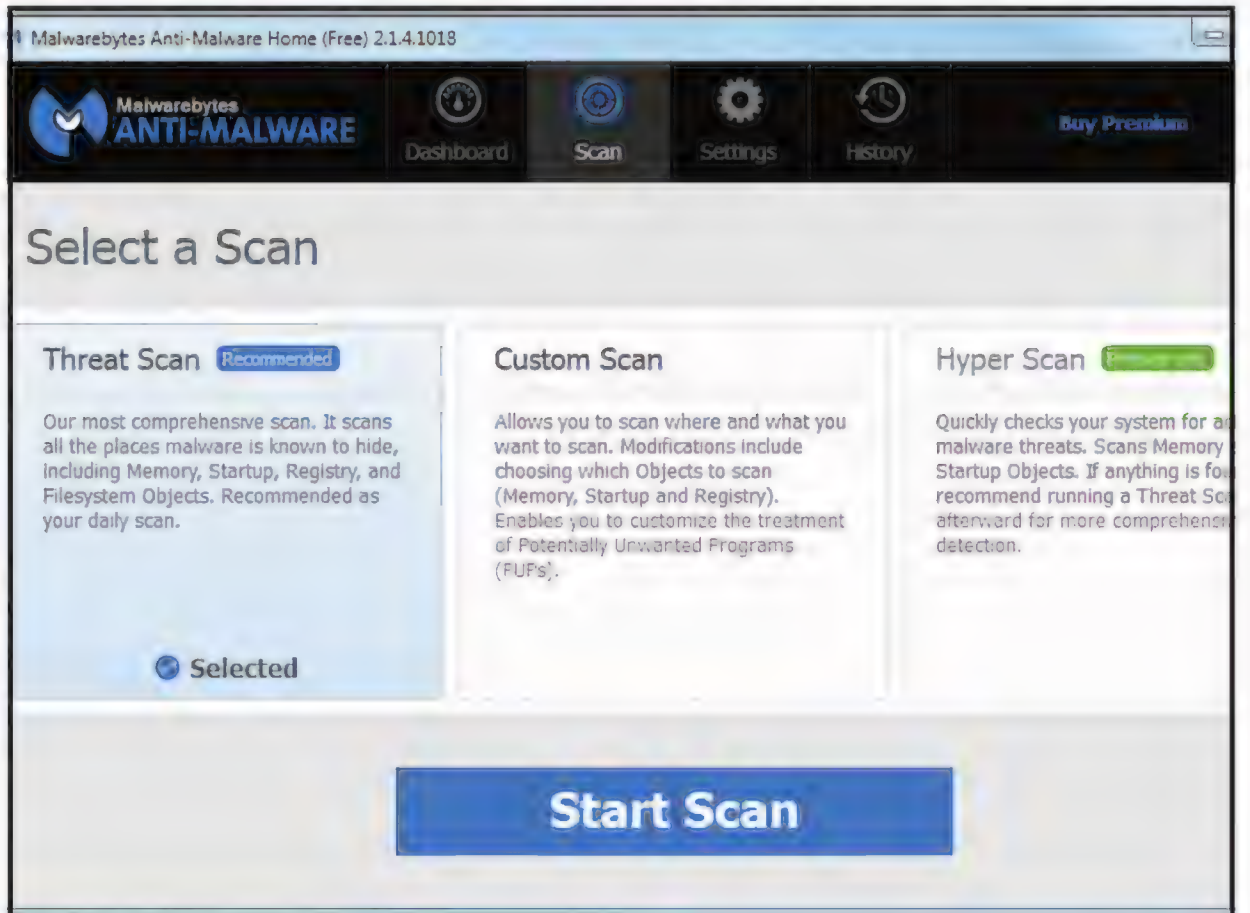 Malwarebytes Anti-Malware Home (Free) 2.1.4.1018
Malwarebytes
ANTI-MALWARE
Dashboard
Scan
Settings
History
Buy Premium
Select a Scan
Threat Scan Recommended
Our most comprehensive scan. It scans
all the places malware is known to hide,
including Memory, Startup, Registry, and
Filesystem Objects. Recommended as
your daily scan.
Selected
Custom Scan
Allows you to scan where and what you
want to scan. Modifications include
choosing which Objects to scan
(Memory, Startup and Registry).
Enables you to customize the treatment
of Potentially Unwanted Programs
(PUPs).
Hyper Scan
Quickly checks your system for
malware threats. Scans Memory
Startup Objects. If anything is
recommend running a Threat
afterward for more
detection.
Start Scan